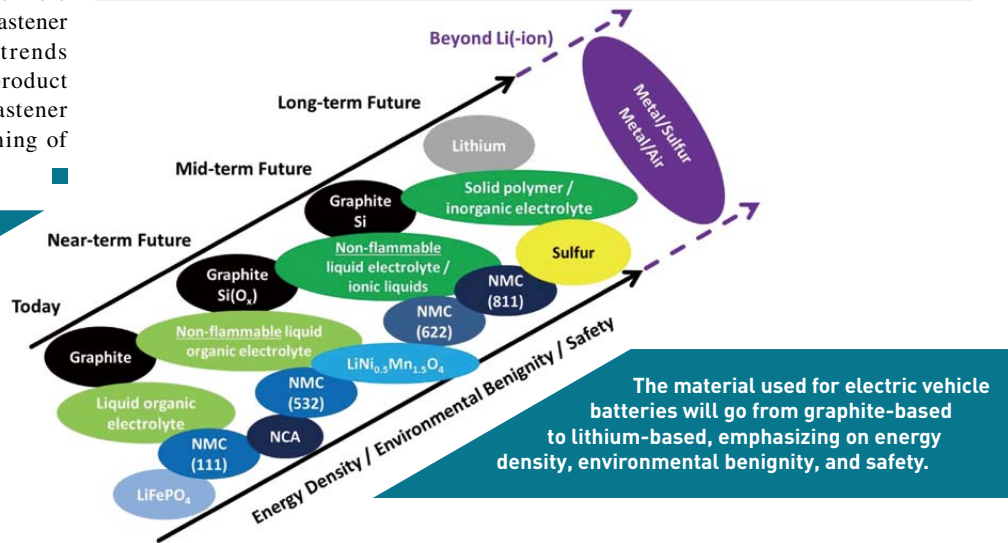 astener
trends
product
astener
ing of
Beyond Li(-ion)
Long-term Future
Mid-term Future
Near-term Future
Today
Metal/Sulfur
Metal/Air
Lithium
Solid polymer /
inorganic electrolyte
Graphite
Si
Non-flammable
liquid electrolyte /
ionic liquids
Sulfur
NMC
(811)
Graphite
Si(Oₓ)
NMC
(622)
Non-flammable liquid
organic electrolyte
LiNi₀.₅Mn₁.₅O₄
Graphite
NMC
(532)
Liquid organic
electrolyte
NCA
NMC
(111)
LiFePO₄
Energy Density / Environmental Benignity / Safety
The material used for electric vehicle
batteries will go from graphite-based
to lithium-based, emphasizing on energy
density, environmental benignity, and safety.